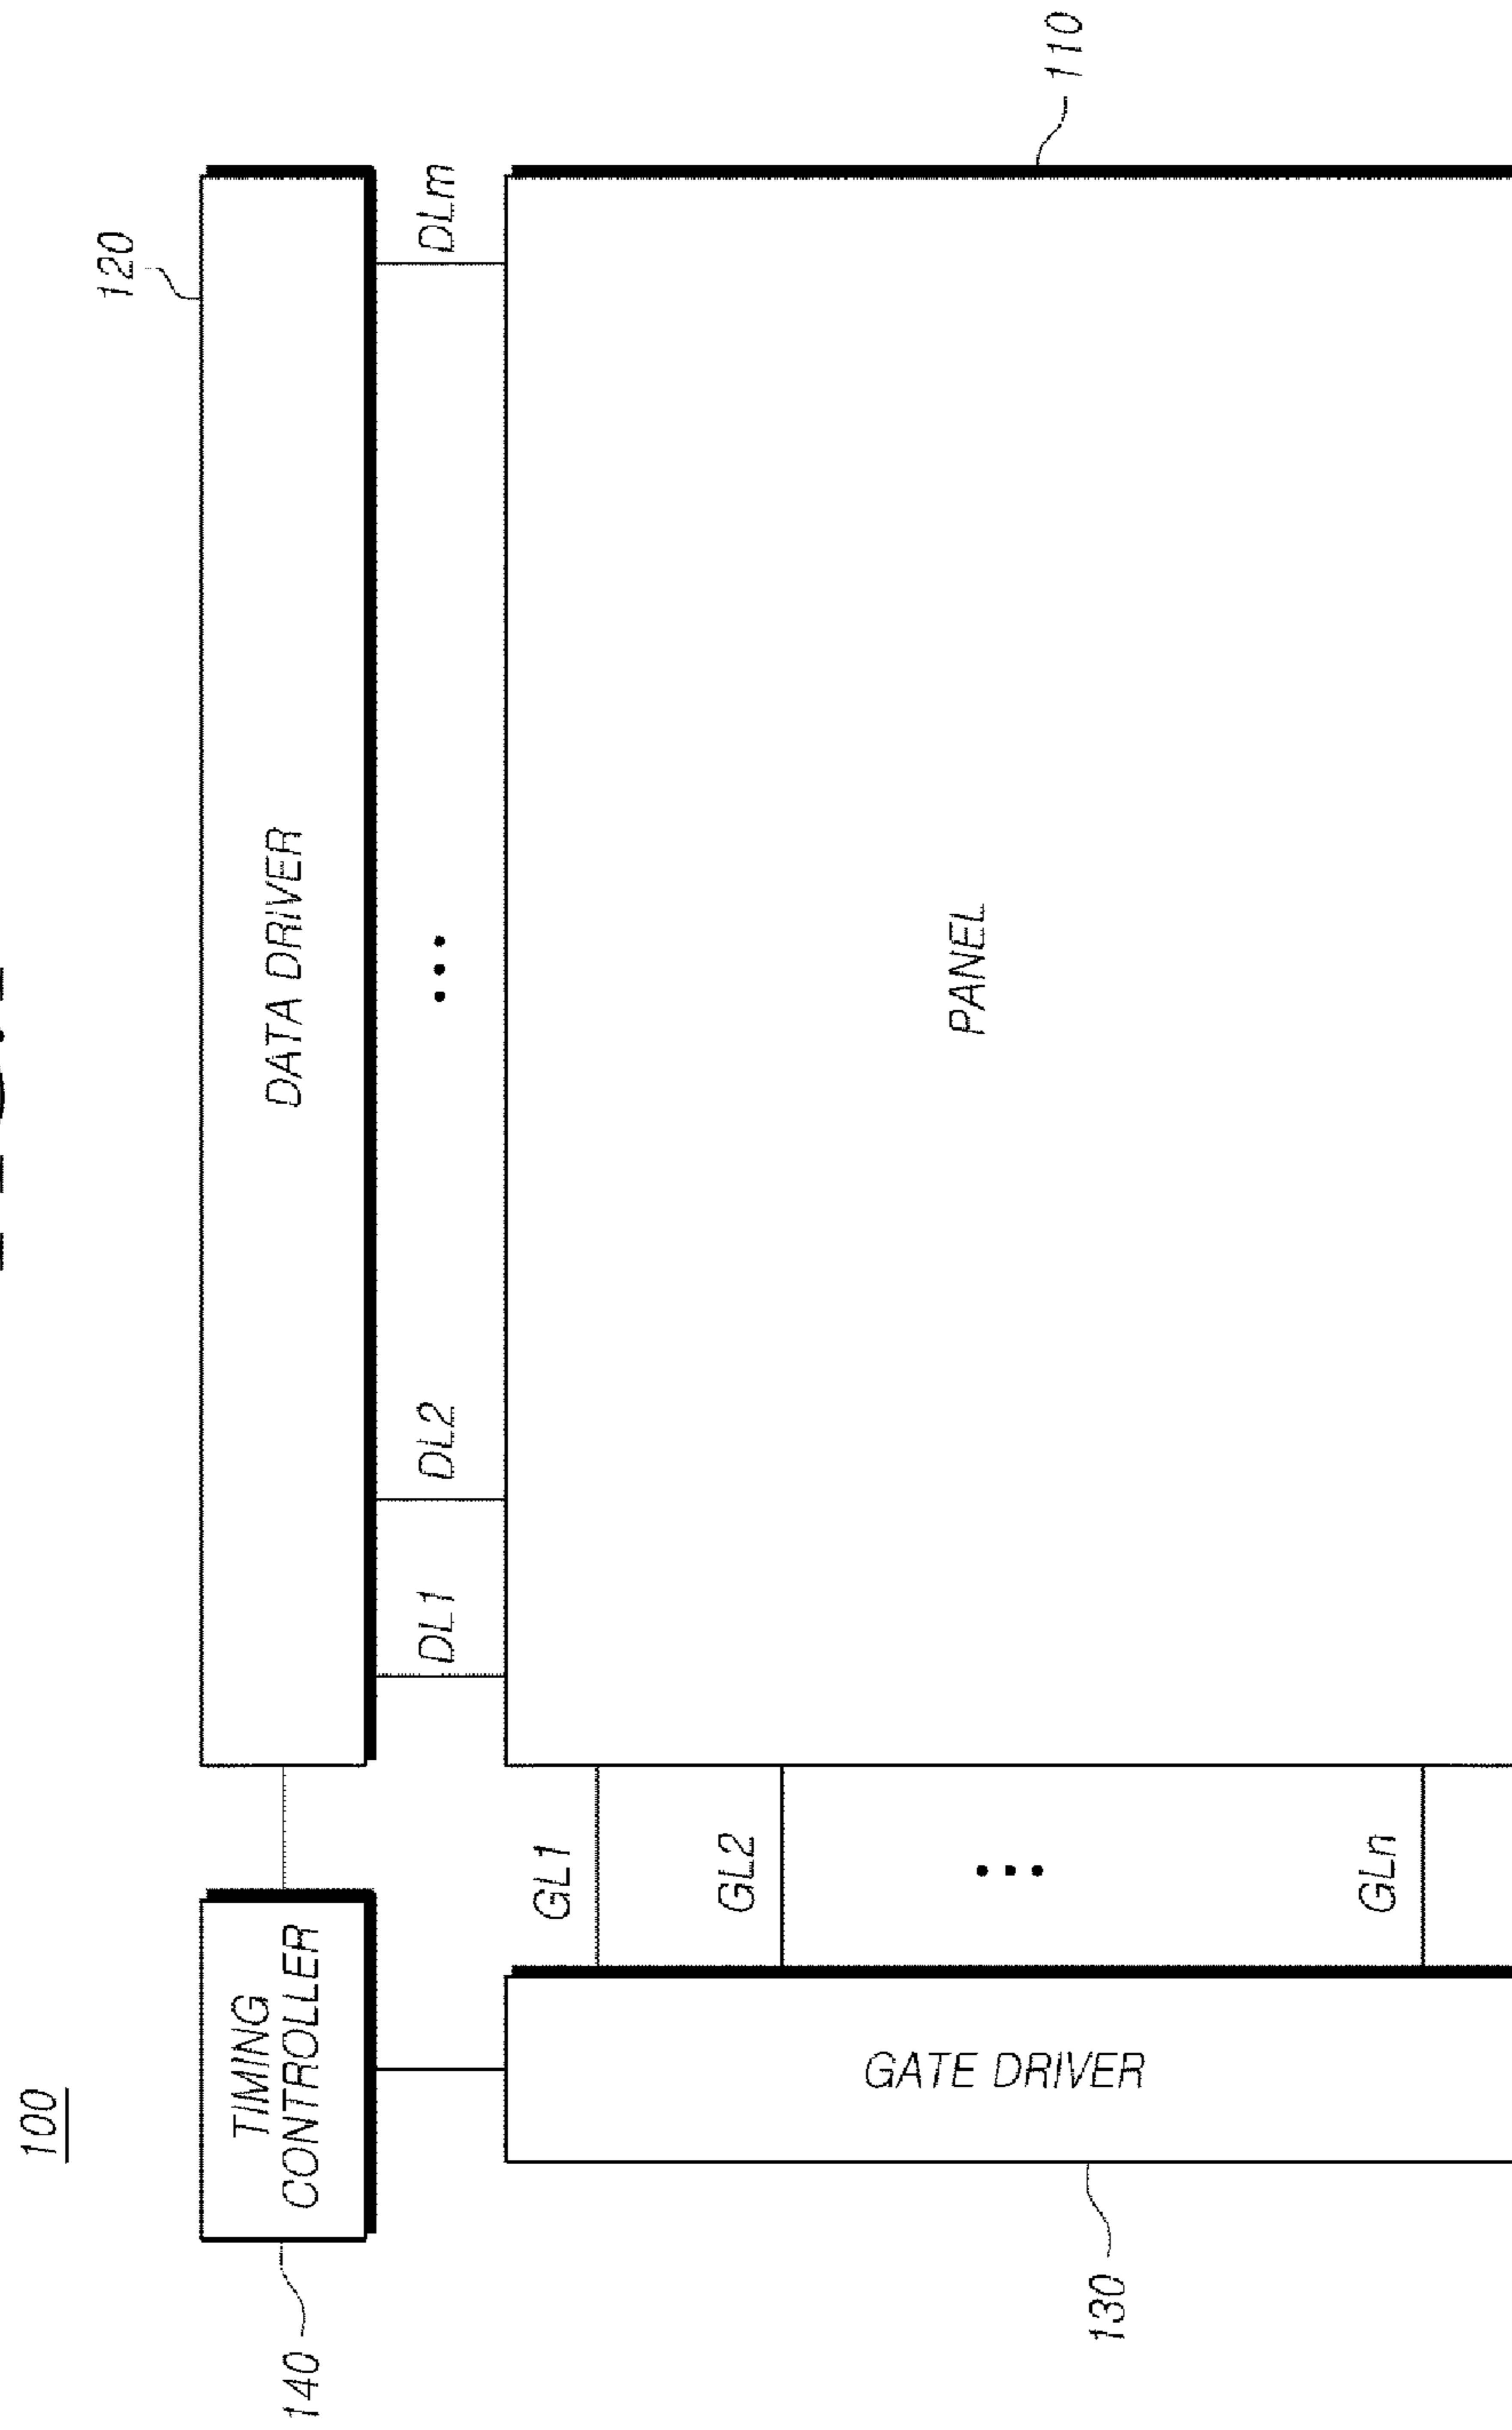 100
140
TIMING
CONTROLLER
DATA DRIVER
120
DL1
DL2
DLm
GL1
GL2
GLn
GATE DRIVER
130
PANEL
110